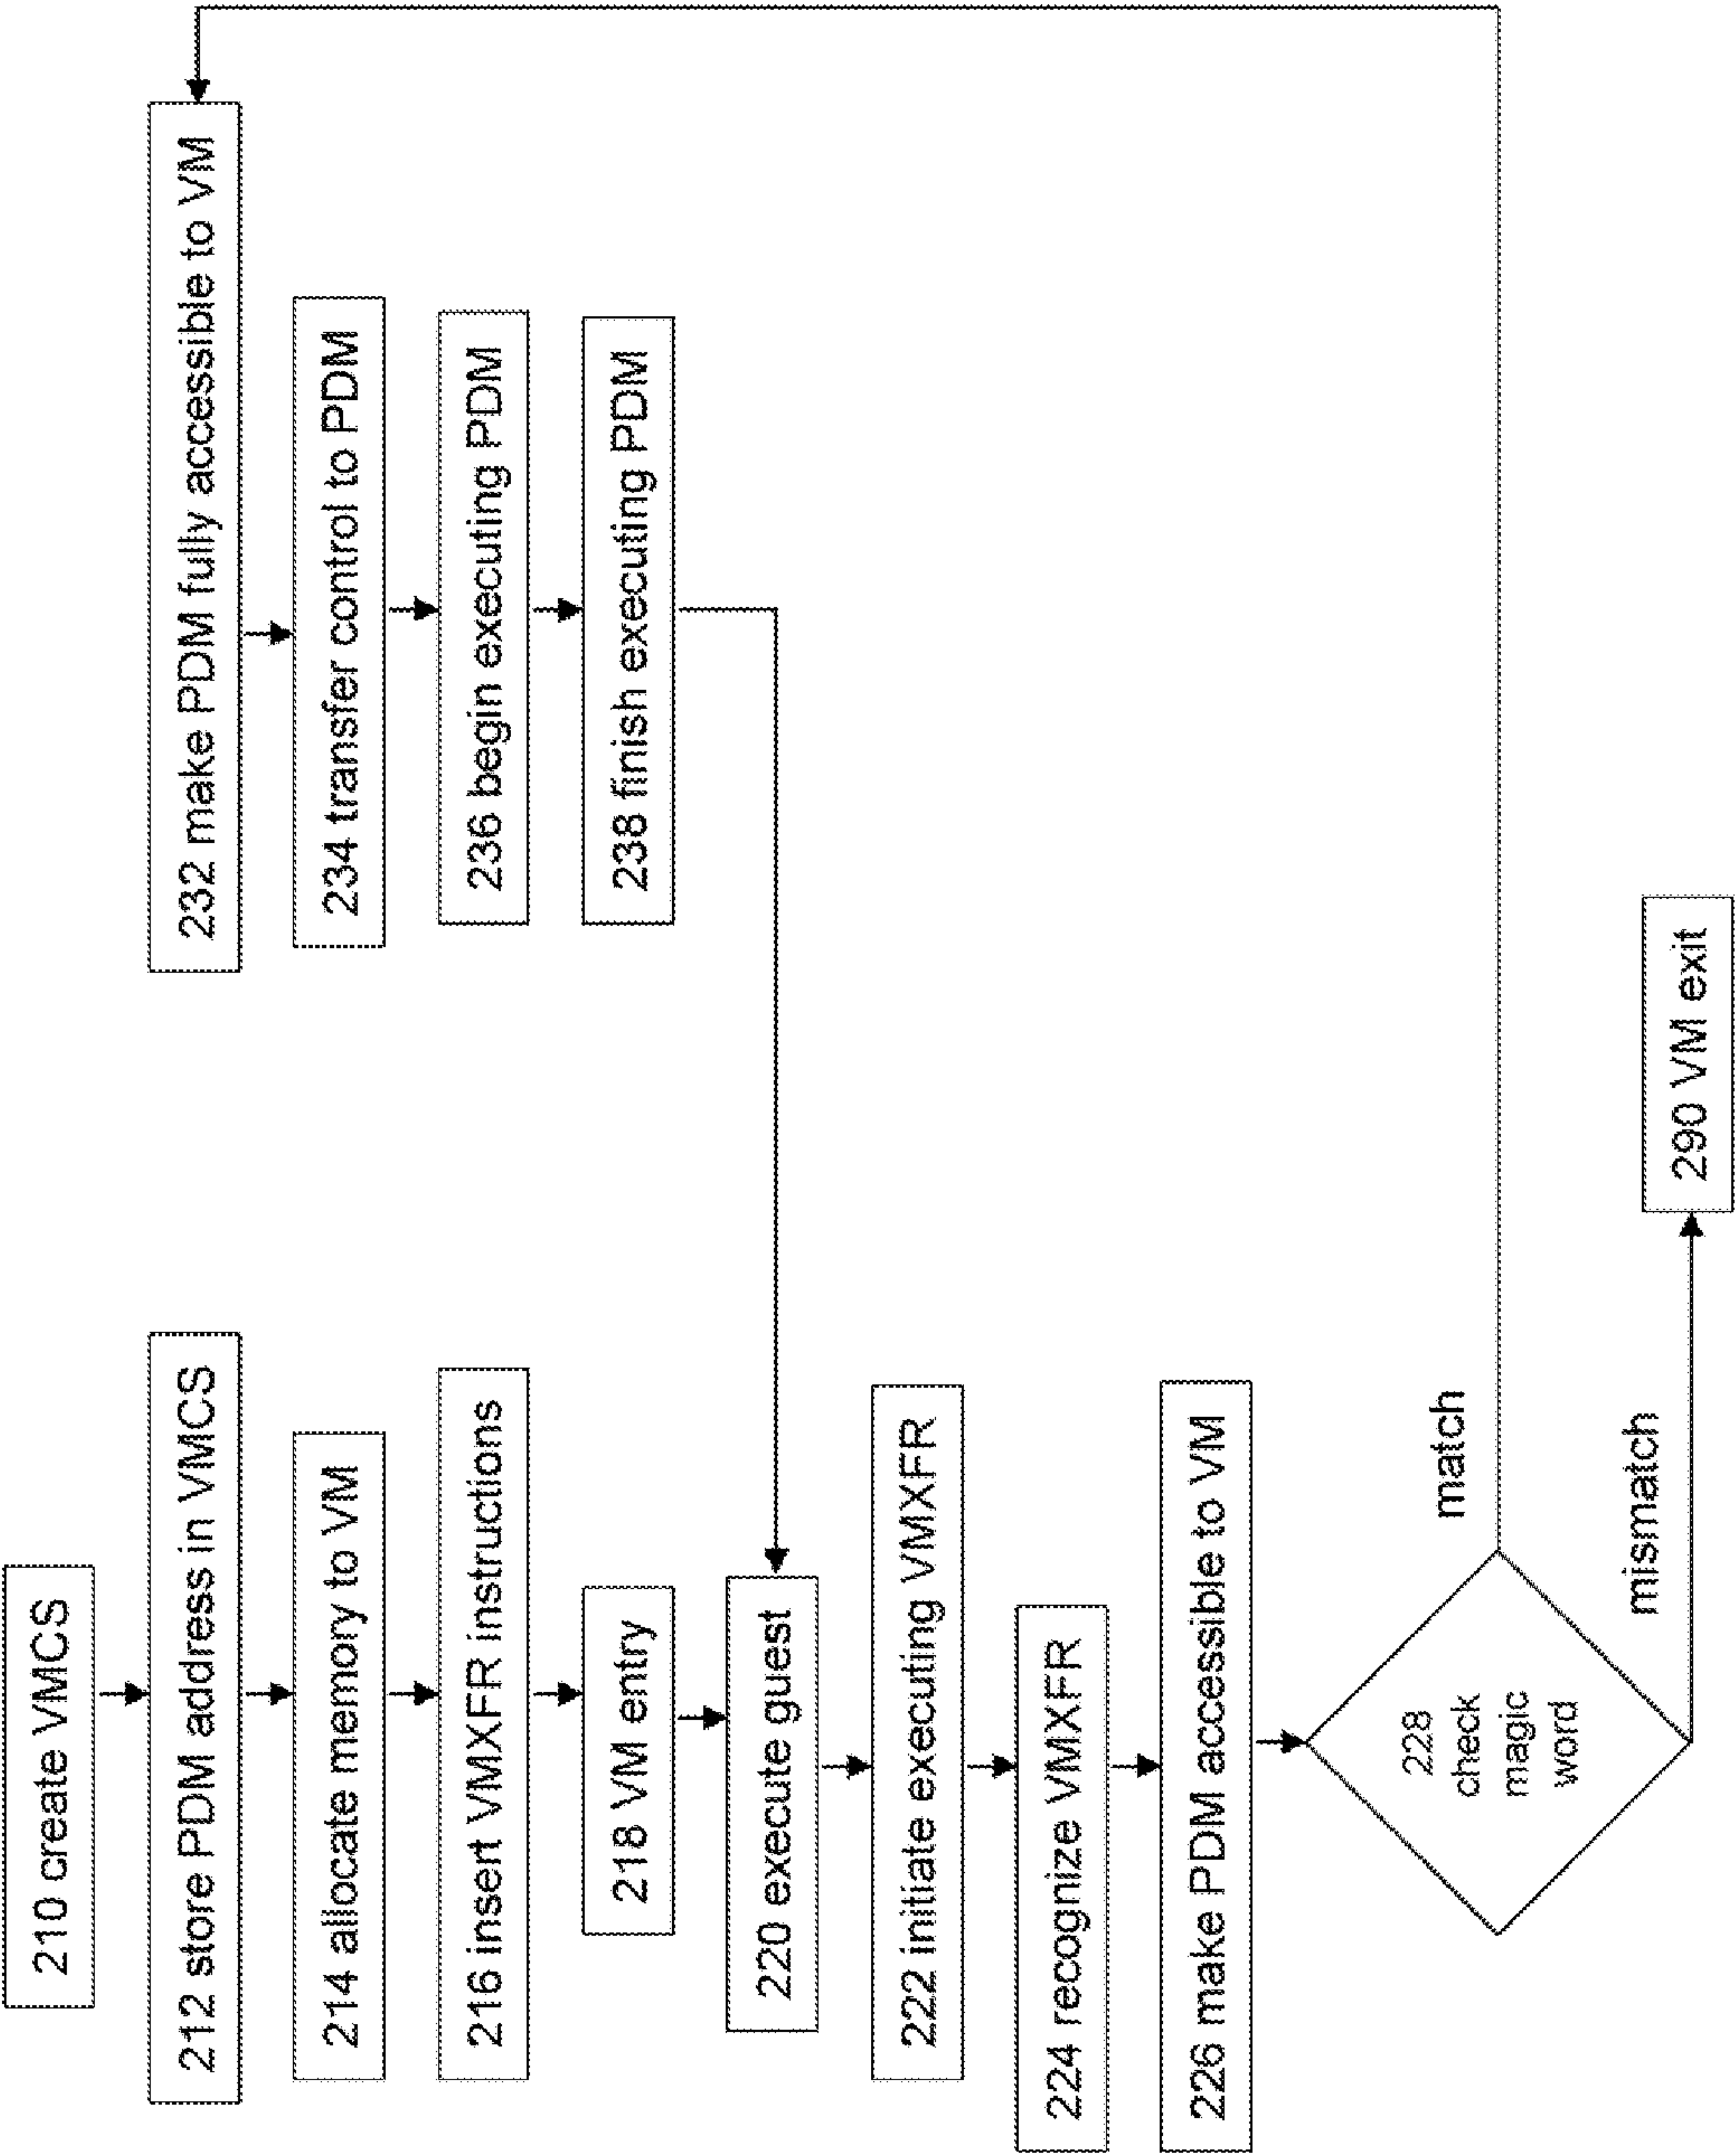 210 create VMCS
212 store PDM address in VMCS
214 allocate memory to VM
216 insert VMXFR instructions
218 VM entry
220 execute guest
222 initiate executing VMXFR
224 recognize VMXFR
226 make PDM accessible to VM
228
check
magic
word
match
mismatch
232 make PDM fully accessible to VM
234 transfer control to PDM
236 begin executing PDM
238 finish executing PDM
290 VM exit